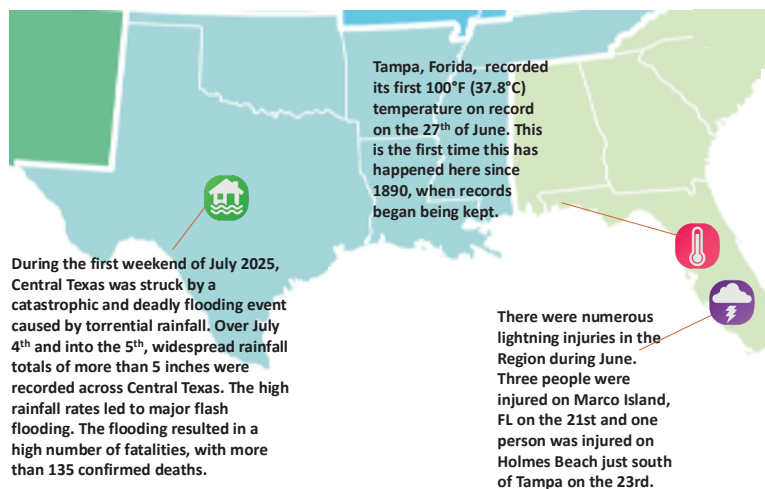 Tampa, Forida, recorded
its first 100°F (37.8°C)
temperature on record
on the 27th of June. This
is the first time this has
happened here since
1890, when records
began being kept.
During the first weekend of July 2025,
Central Texas was struck by a
catastrophic and deadly flooding event
caused by torrential rainfall. Over July
4th and into the 5th, widespread rainfall
totals of more than 5 inches were
recorded across Central Texas. The high
rainfall rates led to major flash
flooding. The flooding resulted in a
high number of fatalities, with more
than 135 confirmed deaths.
There were numerous
lightning injuries in the
Region during June.
Three people were
injured on Marco Island,
FL on the 21st and one
person was injured on
Holmes Beach just south
of Tampa on the 23rd.